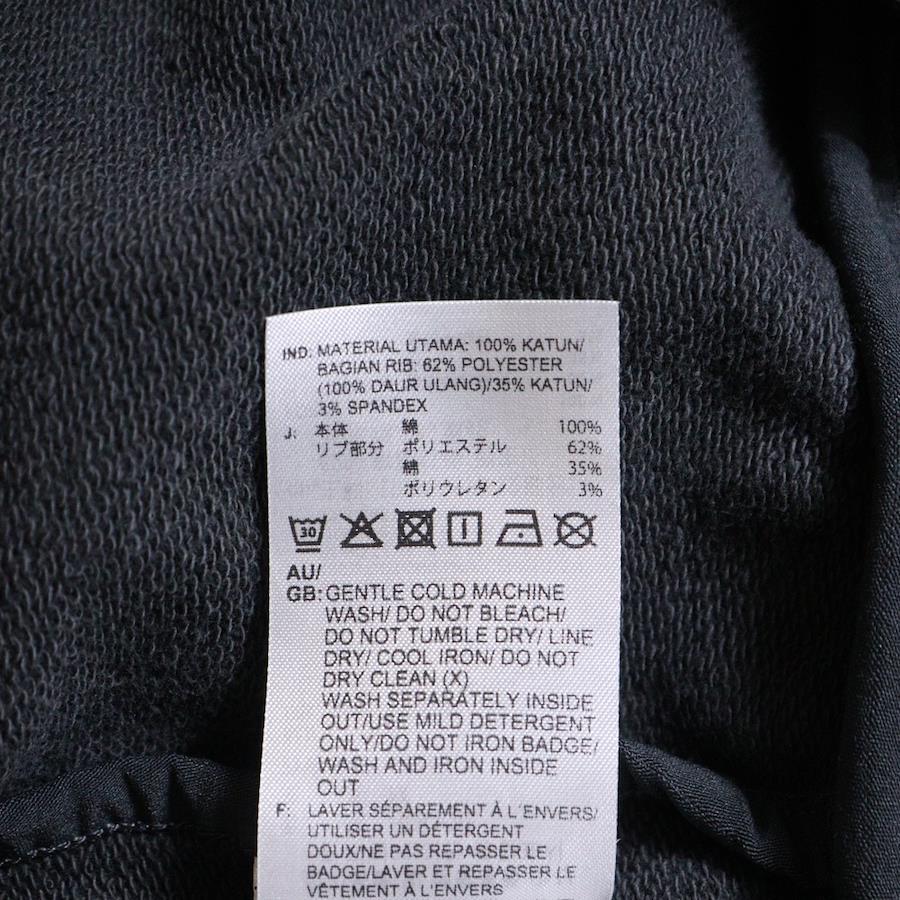 IND: MATERIAL UTAMA: 100% KATUN/
BAGIAN RIB: 62% POLYESTER
(100% DAUR ULANG)/35% KATUN/
3% SPANDEX
J: 本体 綿 100%
リブ部分 ポリエステル 62%
綿 35%
ポリウレタン 3%
30
AU/
GB: GENTLE COLD MACHINE
WASH/ DO NOT BLEACH/
DO NOT TUMBLE DRY/ LINE
DRY/ COOL IRON/ DO NOT
DRY CLEAN (X)
WASH SEPARATELY INSIDE
OUT/USE MILD DETERGENT
ONLY/DO NOT IRON BADGE/
WASH AND IRON INSIDE
OUT
F: LAVER SÉPAREMENT À L'ENVERS/
UTILISER UN DÉTERGENT
DOUX/NE PAS REPASSER LE
BADGE/LAVER ET REPASSER LE
VÊTEMENT À L'ENVERS